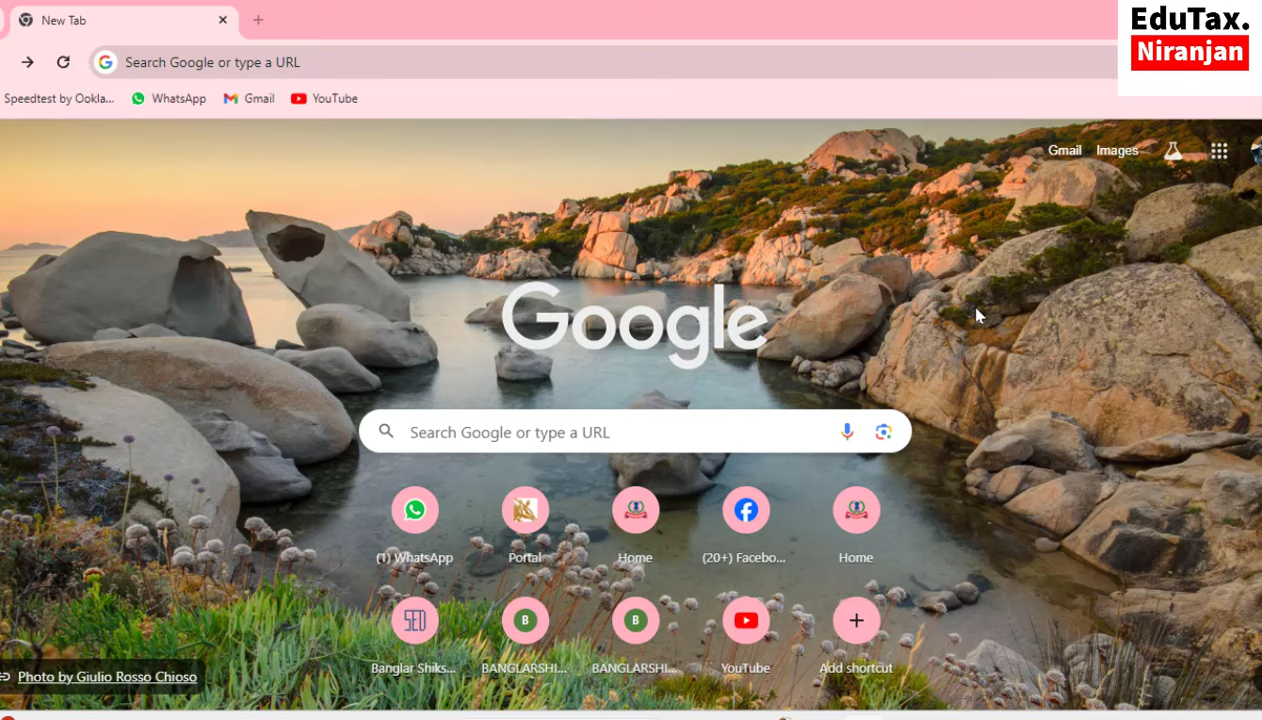 New Tab
EduTax.
Niranjan
Search Google or type a URL
Speedtest by Ookla... WhatsApp Gmail YouTube
Gmail Images
Google
Search Google or type a URL
(1) WhatsApp Portal Home (20+) Facebo... Home
SED B B
Banglar Shiks... BANGLARSHI... BANGLARSHI... YouTube Add shortcut
Photo by Giulio Rosso Chioso